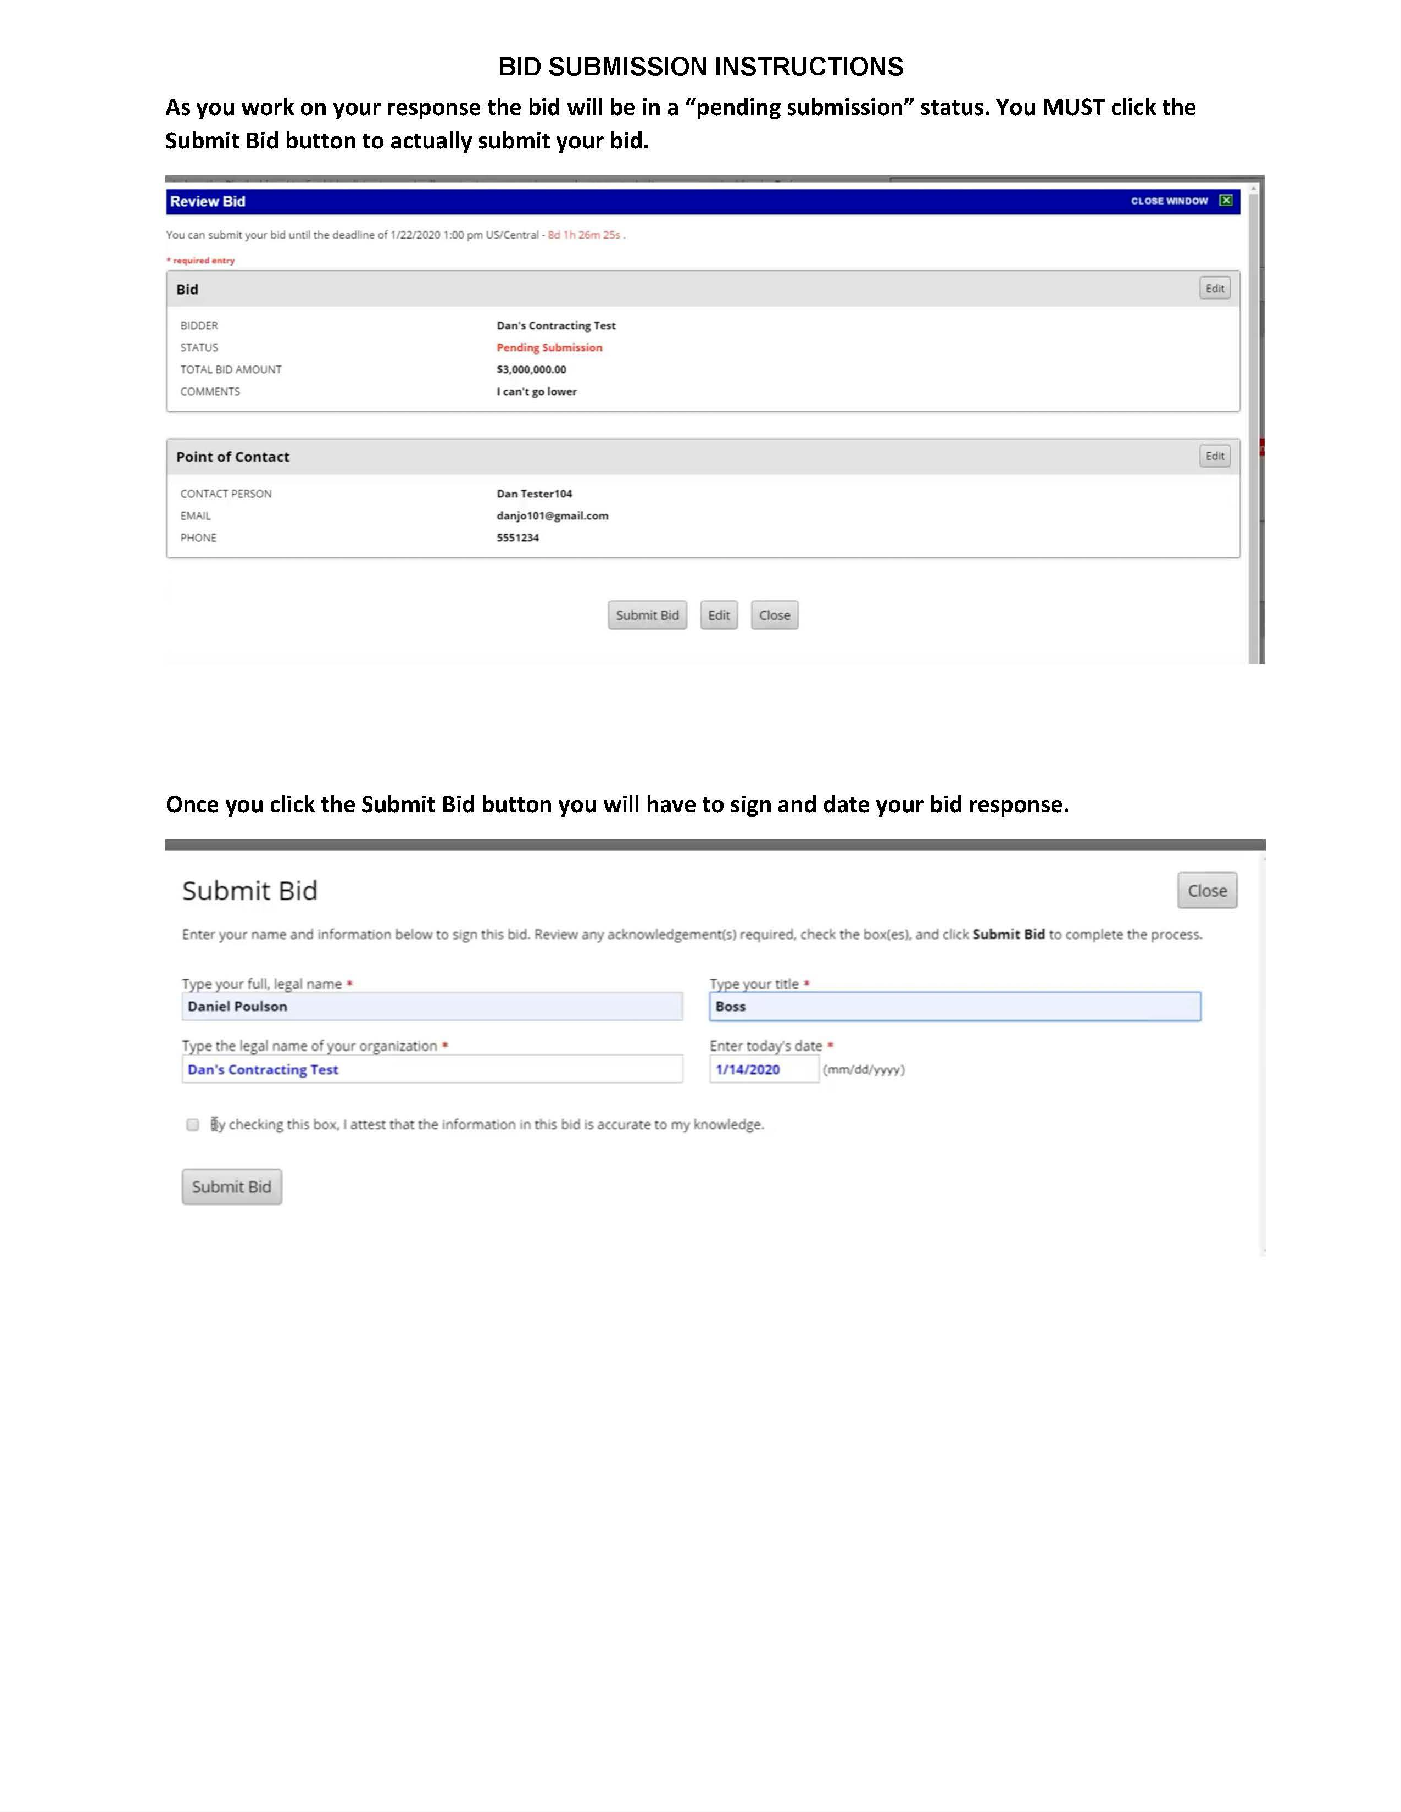 BID SUBMISSION INSTRUCTIONS
As you work on your response the bid will be in a “pending submission” status. You MUST click the
Submit Bid button to actually submit your bid.
Review Bid
CLOSE WINDOW
You can submit your bid until the deadline of 1/22/2020 1:00 pm US/Central - 8d 1h 26m 25s .
* required entry
Bid
Edit
BIDDER Dan's Contracting Test
STATUS Pending Submission
TOTAL BID AMOUNT $3,000,000.00
COMMENTS I can't go lower
Point of Contact
Edit
CONTACT PERSON Dan Tester104
EMAIL danjo101@gmail.com
PHONE 5551234
Submit Bid Edit Close
Once you click the Submit Bid button you will have to sign and date your bid response.
Submit Bid
Close
Enter your name and information below to sign this bid. Review any acknowledgement(s) required, check the box(es), and click Submit Bid to complete the process.
Type your full, legal name * Type your title *
Daniel Poulson Boss
Type the legal name of your organization * Enter today's date *
Dan's Contracting Test 1/14/2020 (mm/dd/yyyy)
By checking this box, I attest that the information in this bid is accurate to my knowledge.
Submit Bid